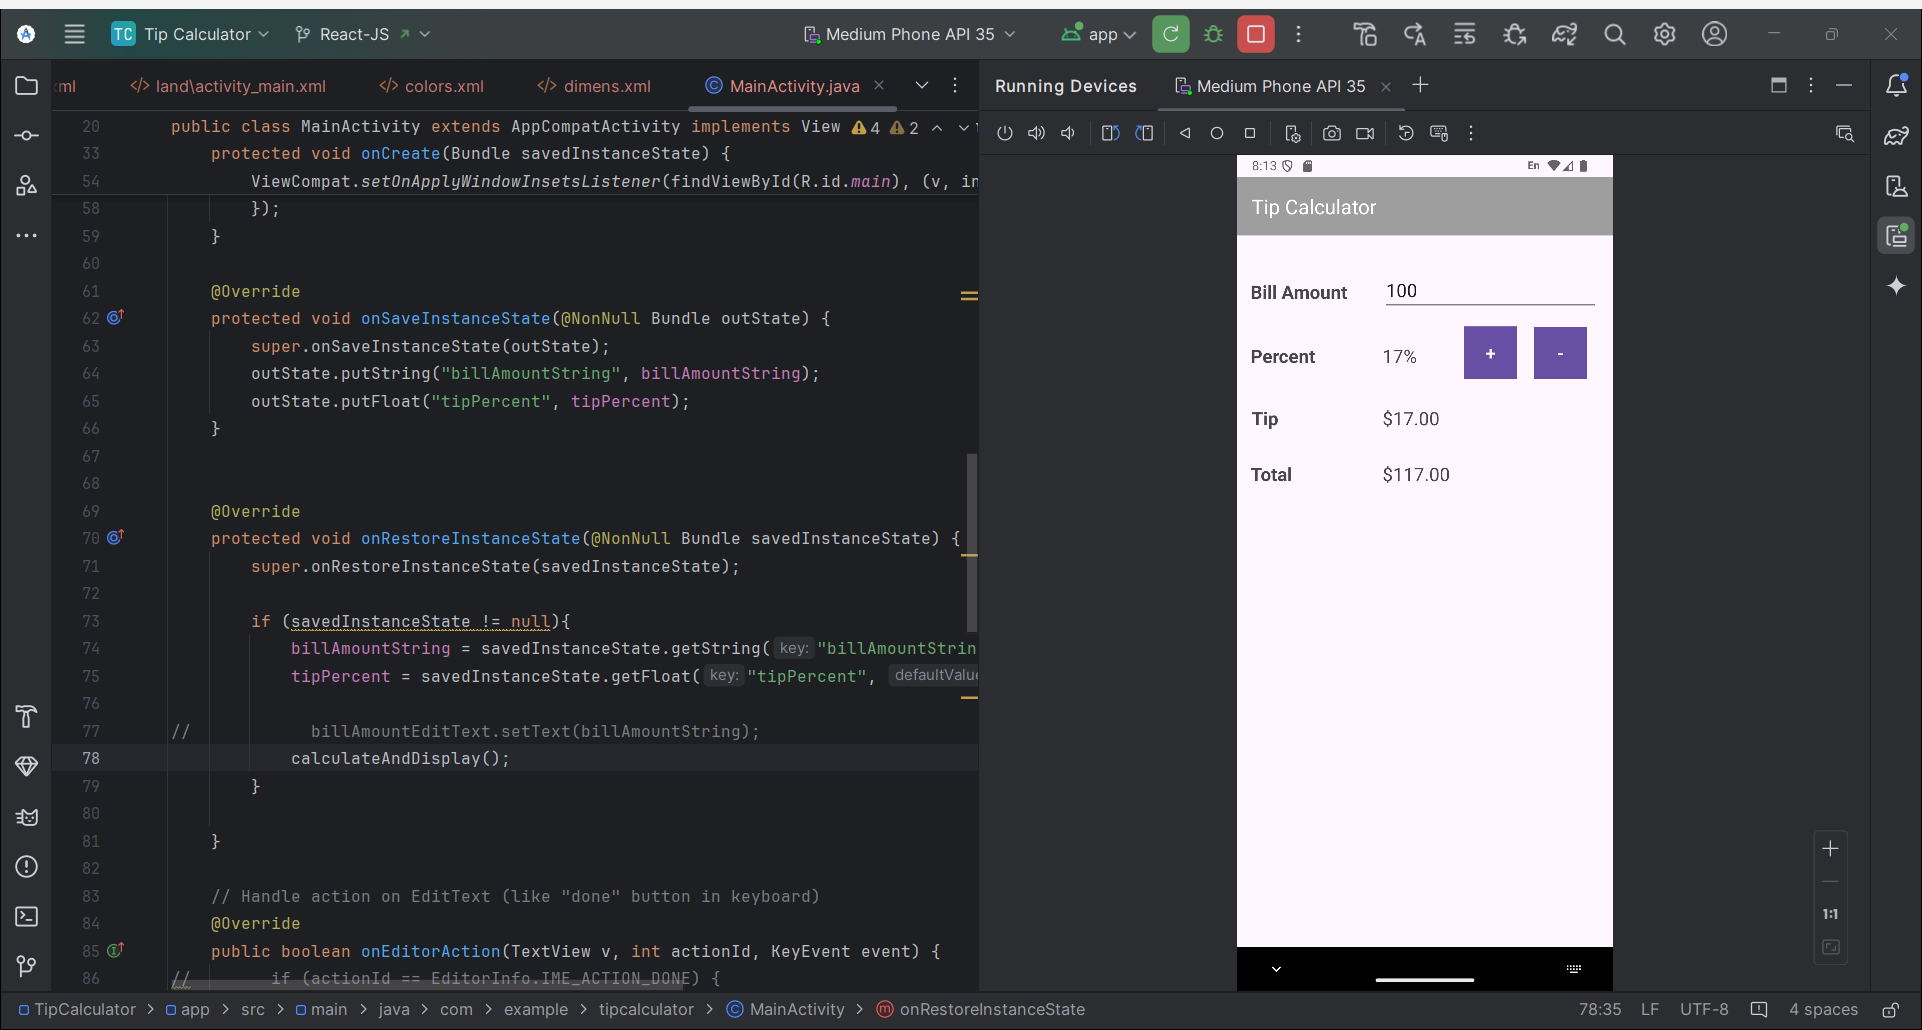 TC Tip Calculator React-JS Medium Phone API 35 app
ml land\activity_main.xml colors.xml dimens.xml MainActivity.java
Running Devices Medium Phone API 35
20 public class MainActivity extends AppCompatActivity implements View 4 2
33 protected void onCreate(Bundle savedInstanceState) {
54 ViewCompat.setOnApplyWindowInsetsListener(findViewById(R.id.main), (v, in
58 });
59 }
60
61 @Override
62 protected void onSaveInstanceState(@NonNull Bundle outState) {
63 super.onSaveInstanceState(outState);
64 outState.putString("billAmountString", billAmountString);
65 outState.putFloat("tipPercent", tipPercent);
66 }
67
68
69 @Override
70 protected void onRestoreInstanceState(@NonNull Bundle savedInstanceState) {
71 super.onRestoreInstanceState(savedInstanceState);
72
73 if (savedInstanceState != null){
74 billAmountString = savedInstanceState.getString( key: "billAmountStrin
75 tipPercent = savedInstanceState.getFloat( key: "tipPercent", defaultValue
76
77 // billAmountEditText.setText(billAmountString);
78 calculateAndDisplay();
79 }
80
81 }
82
83 // Handle action on EditText (like "done" button in keyboard)
84 @Override
85 public boolean onEditorAction(TextView v, int actionId, KeyEvent event) {
86 // if (actionId == EditorInfo.IME_ACTION_DONE) {
8:13 En
Tip Calculator
Bill Amount 100
Percent 17% + -
Tip $17.00
Total $117.00
1:1
TipCalculator > app > src > main > java > com > example > tipcalculator > MainActivity > onRestoreInstanceState
78:35 LF UTF-8 4 spaces